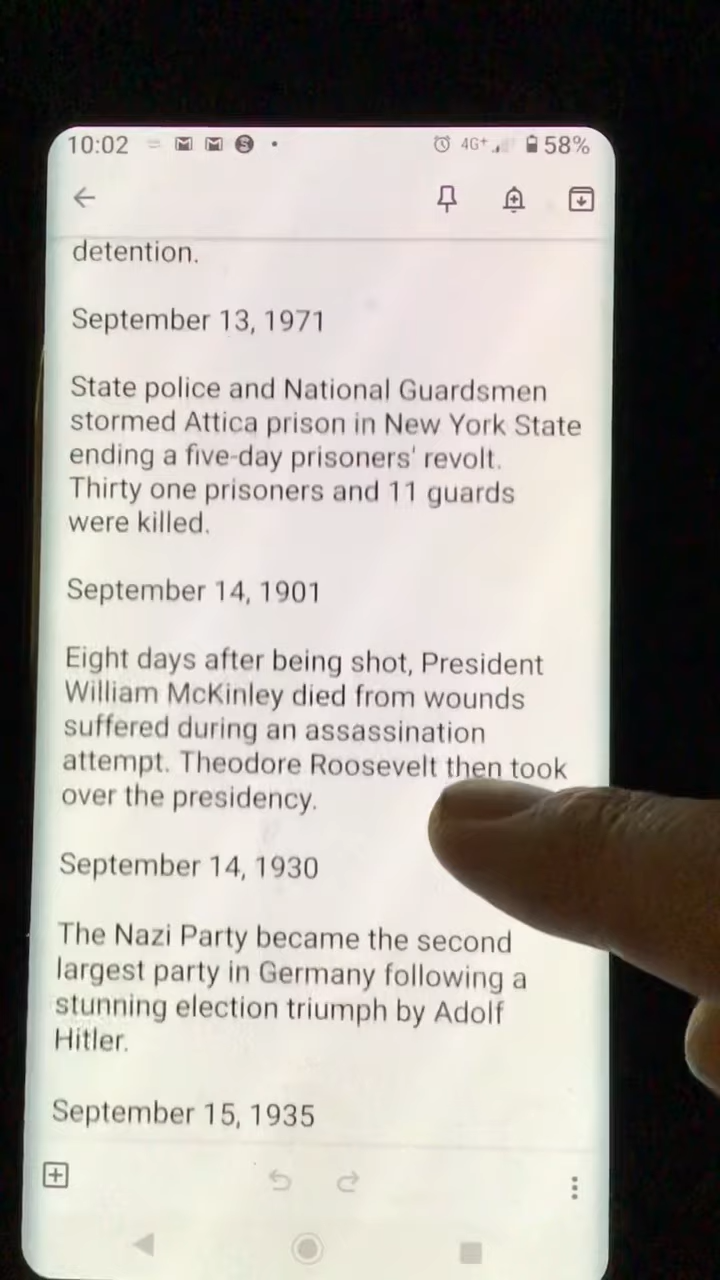 10:02 4G+ 58%
detention.
September 13, 1971
State police and National Guardsmen
stormed Attica prison in New York State
ending a five-day prisoners' revolt.
Thirty one prisoners and 11 guards
were killed.
September 14, 1901
Eight days after being shot, President
William McKinley died from wounds
suffered during an assassination
attempt. Theodore Roosevelt then took
over the presidency.
September 14, 1930
The Nazi Party became the second
largest party in Germany following a
stunning election triumph by Adolf
Hitler.
September 15, 1935